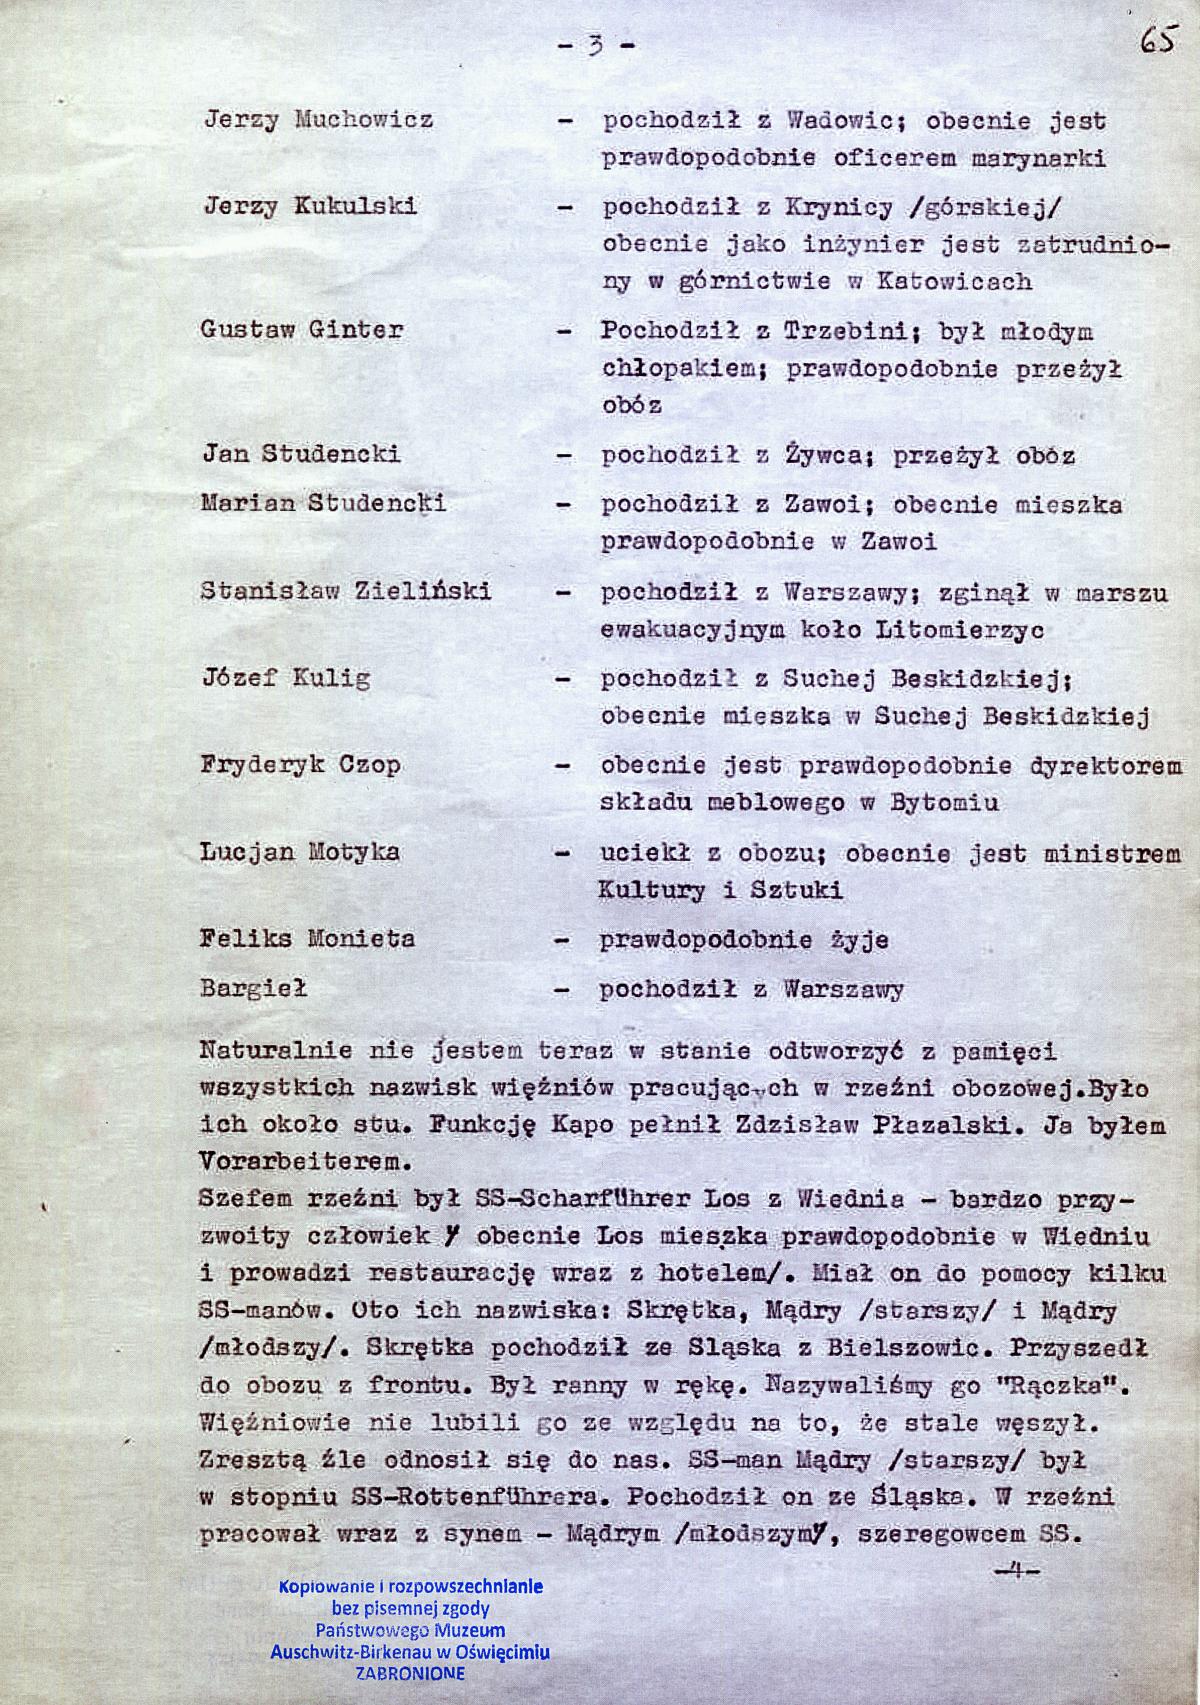 - 3 -
65
Jerzy Muchowicz - pochodził z Wadowic; obecnie jest
prawdopodobnie oficerem marynarki
Jerzy Kukulski - pochodził z Krynicy /górskiej/
obecnie jako inżynier jest zatrudnio-
ny w górnictwie w Katowicach
Gustaw Ginter - Pochodził z Trzebini; był młodym
chłopakiem; prawdopodobnie przeżył
obóz
Jan Studencki - pochodził z Żywca; przeżył obóz
Marian Studencki - pochodził z Zawoi; obecnie mieszka
prawdopodobnie w Zawoi
Stanisław Zieliński - pochodził z Warszawy; zginął w marszu
ewakuacyjnym koło Litomierzyc
Józef Kulig - pochodził z Suchej Beskidzkiej;
obecnie mieszka w Suchej Beskidzkiej
Fryderyk Czop - obecnie jest prawdopodobnie dyrektorem
składu meblowego w Bytomiu
Lucjan Motyka - uciekł z obozu; obecnie jest ministrem
Kultury i Sztuki
Feliks Monieta - prawdopodobnie żyje
Bargieł - pochodził z Warszawy
Naturalnie nie jestem teraz w stanie odtworzyć z pamięci
wszystkich nazwisk więźniów pracujących w rzeźni obozowej.Było
ich około stu. Funkcję Kapo pełnił Zdzisław Płazalski. Ja byłem
Vorarbeiterem.
Szefem rzeźni był SS-Scharführer Los z Wiednia - bardzo przy-
zwoity człowiek / obecnie Los mieszka prawdopodobnie w Wiedniu
i prowadzi restaurację wraz z hotelem/. Miał on do pomocy kilku
SS-manów. Oto ich nazwiska: Skrętka, Mądry /starszy/ i Mądry
/młodszy/. Skrętka pochodził ze Sląska z Bielszowic. Przyszedł
do obozu z frontu. Był ranny w rękę. Nazywaliśmy go "Rączka".
Więźniowie nie lubili go ze względu na to, że stale węszył.
Zresztą źle odnosił się do nas. SS-man Mądry /starszy/ był
w stopniu SS-Rottenführera. Pochodził on ze Śląska. W rzeźni
pracował wraz z synem - Mądrym /młodszym/, szeregowcem SS.
-4-
Kopiowanie i rozpowszechnianie
bez pisemnej zgody
Państwowego Muzeum
Auschwitz-Birkenau w Oświęcimiu
ZABRONIONE